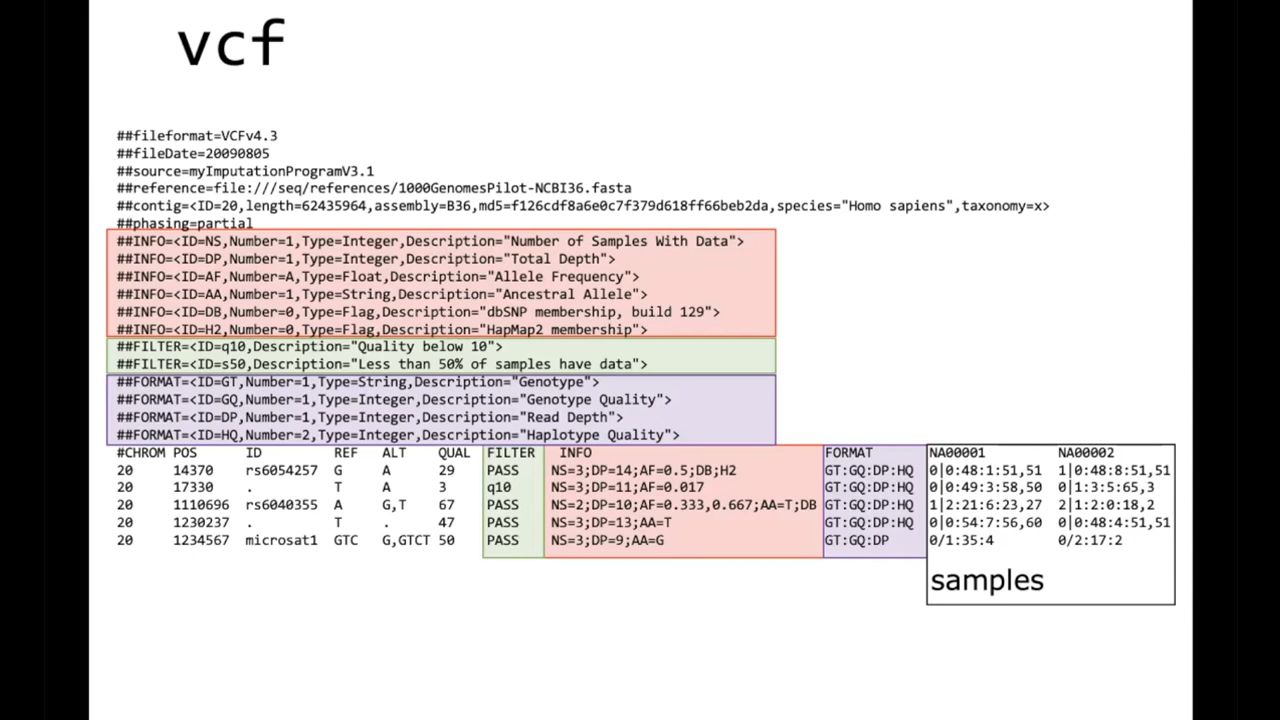 vcf
##fileformat=VCFv4.3
##fileDate=20090805
##source=myImputationProgramV3.1
##reference=file:///seq/references/1000GenomesPilot-NCBI36.fasta
##contig=<ID=20,length=62435964,assembly=B36,md5=f126cdf8a6e0c7f379d618ff66beb2da,species="Homo sapiens",taxonomy=x>
##phasing=partial
##INFO=<ID=NS,Number=1,Type=Integer,Description="Number of Samples With Data">
##INFO=<ID=DP,Number=1,Type=Integer,Description="Total Depth">
##INFO=<ID=AF,Number=A,Type=Float,Description="Allele Frequency">
##INFO=<ID=AA,Number=1,Type=String,Description="Ancestral Allele">
##INFO=<ID=DB,Number=0,Type=Flag,Description="dbSNP membership, build 129">
##INFO=<ID=H2,Number=0,Type=Flag,Description="HapMap2 membership">
##FILTER=<ID=q10,Description="Quality below 10">
##FILTER=<ID=s50,Description="Less than 50% of samples have data">
##FORMAT=<ID=GT,Number=1,Type=String,Description="Genotype">
##FORMAT=<ID=GQ,Number=1,Type=Integer,Description="Genotype Quality">
##FORMAT=<ID=DP,Number=1,Type=Integer,Description="Read Depth">
##FORMAT=<ID=HQ,Number=2,Type=Integer,Description="Haplotype Quality">
#CHROM POS ID REF ALT QUAL FILTER INFO FORMAT NA00001 NA00002
20 14370 rs6054257 G A 29 PASS NS=3;DP=14;AF=0.5;DB;H2 GT:GQ:DP:HQ 0|0:48:1:51,51 1|0:48:8:51,51
20 17330 . T A 3 q10 NS=3;DP=11;AF=0.017 GT:GQ:DP:HQ 0|0:49:3:58,50 0|1:3:5:65,3
20 1110696 rs6040355 A G,T 67 PASS NS=2;DP=10;AF=0.333,0.667;AA=T;DB GT:GQ:DP:HQ 1|2:21:6:23,27 2|1:2:0:18,2
20 1230237 . T . 47 PASS NS=3;DP=13;AA=T GT:GQ:DP:HQ 0|0:54:7:56,60 0|0:48:4:51,51
20 1234567 microsat1 GTC G,GTCT 50 PASS NS=3;DP=9;AA=G GT:GQ:DP 0/1:35:4 0/2:17:2
samples